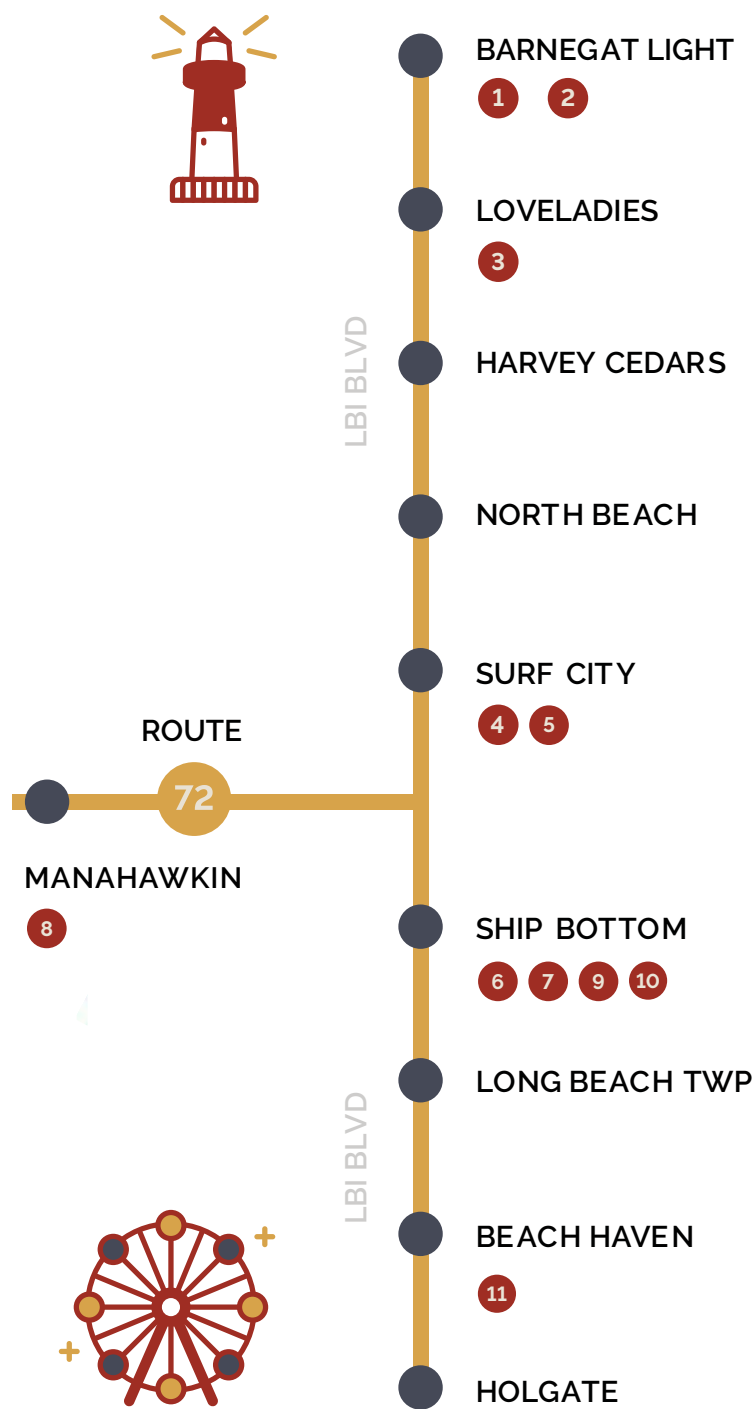 BARNEGAT LIGHT
1 2
LOVELADIES
3
LBI BLVD
HARVEY CEDARS
NORTH BEACH
SURF CITY
4 5
ROUTE
72
MANAHAWKIN
8
SHIP BOTTOM
6 7 9 10
LONG BEACH TWP
LBI BLVD
BEACH HAVEN
11
HOLGATE